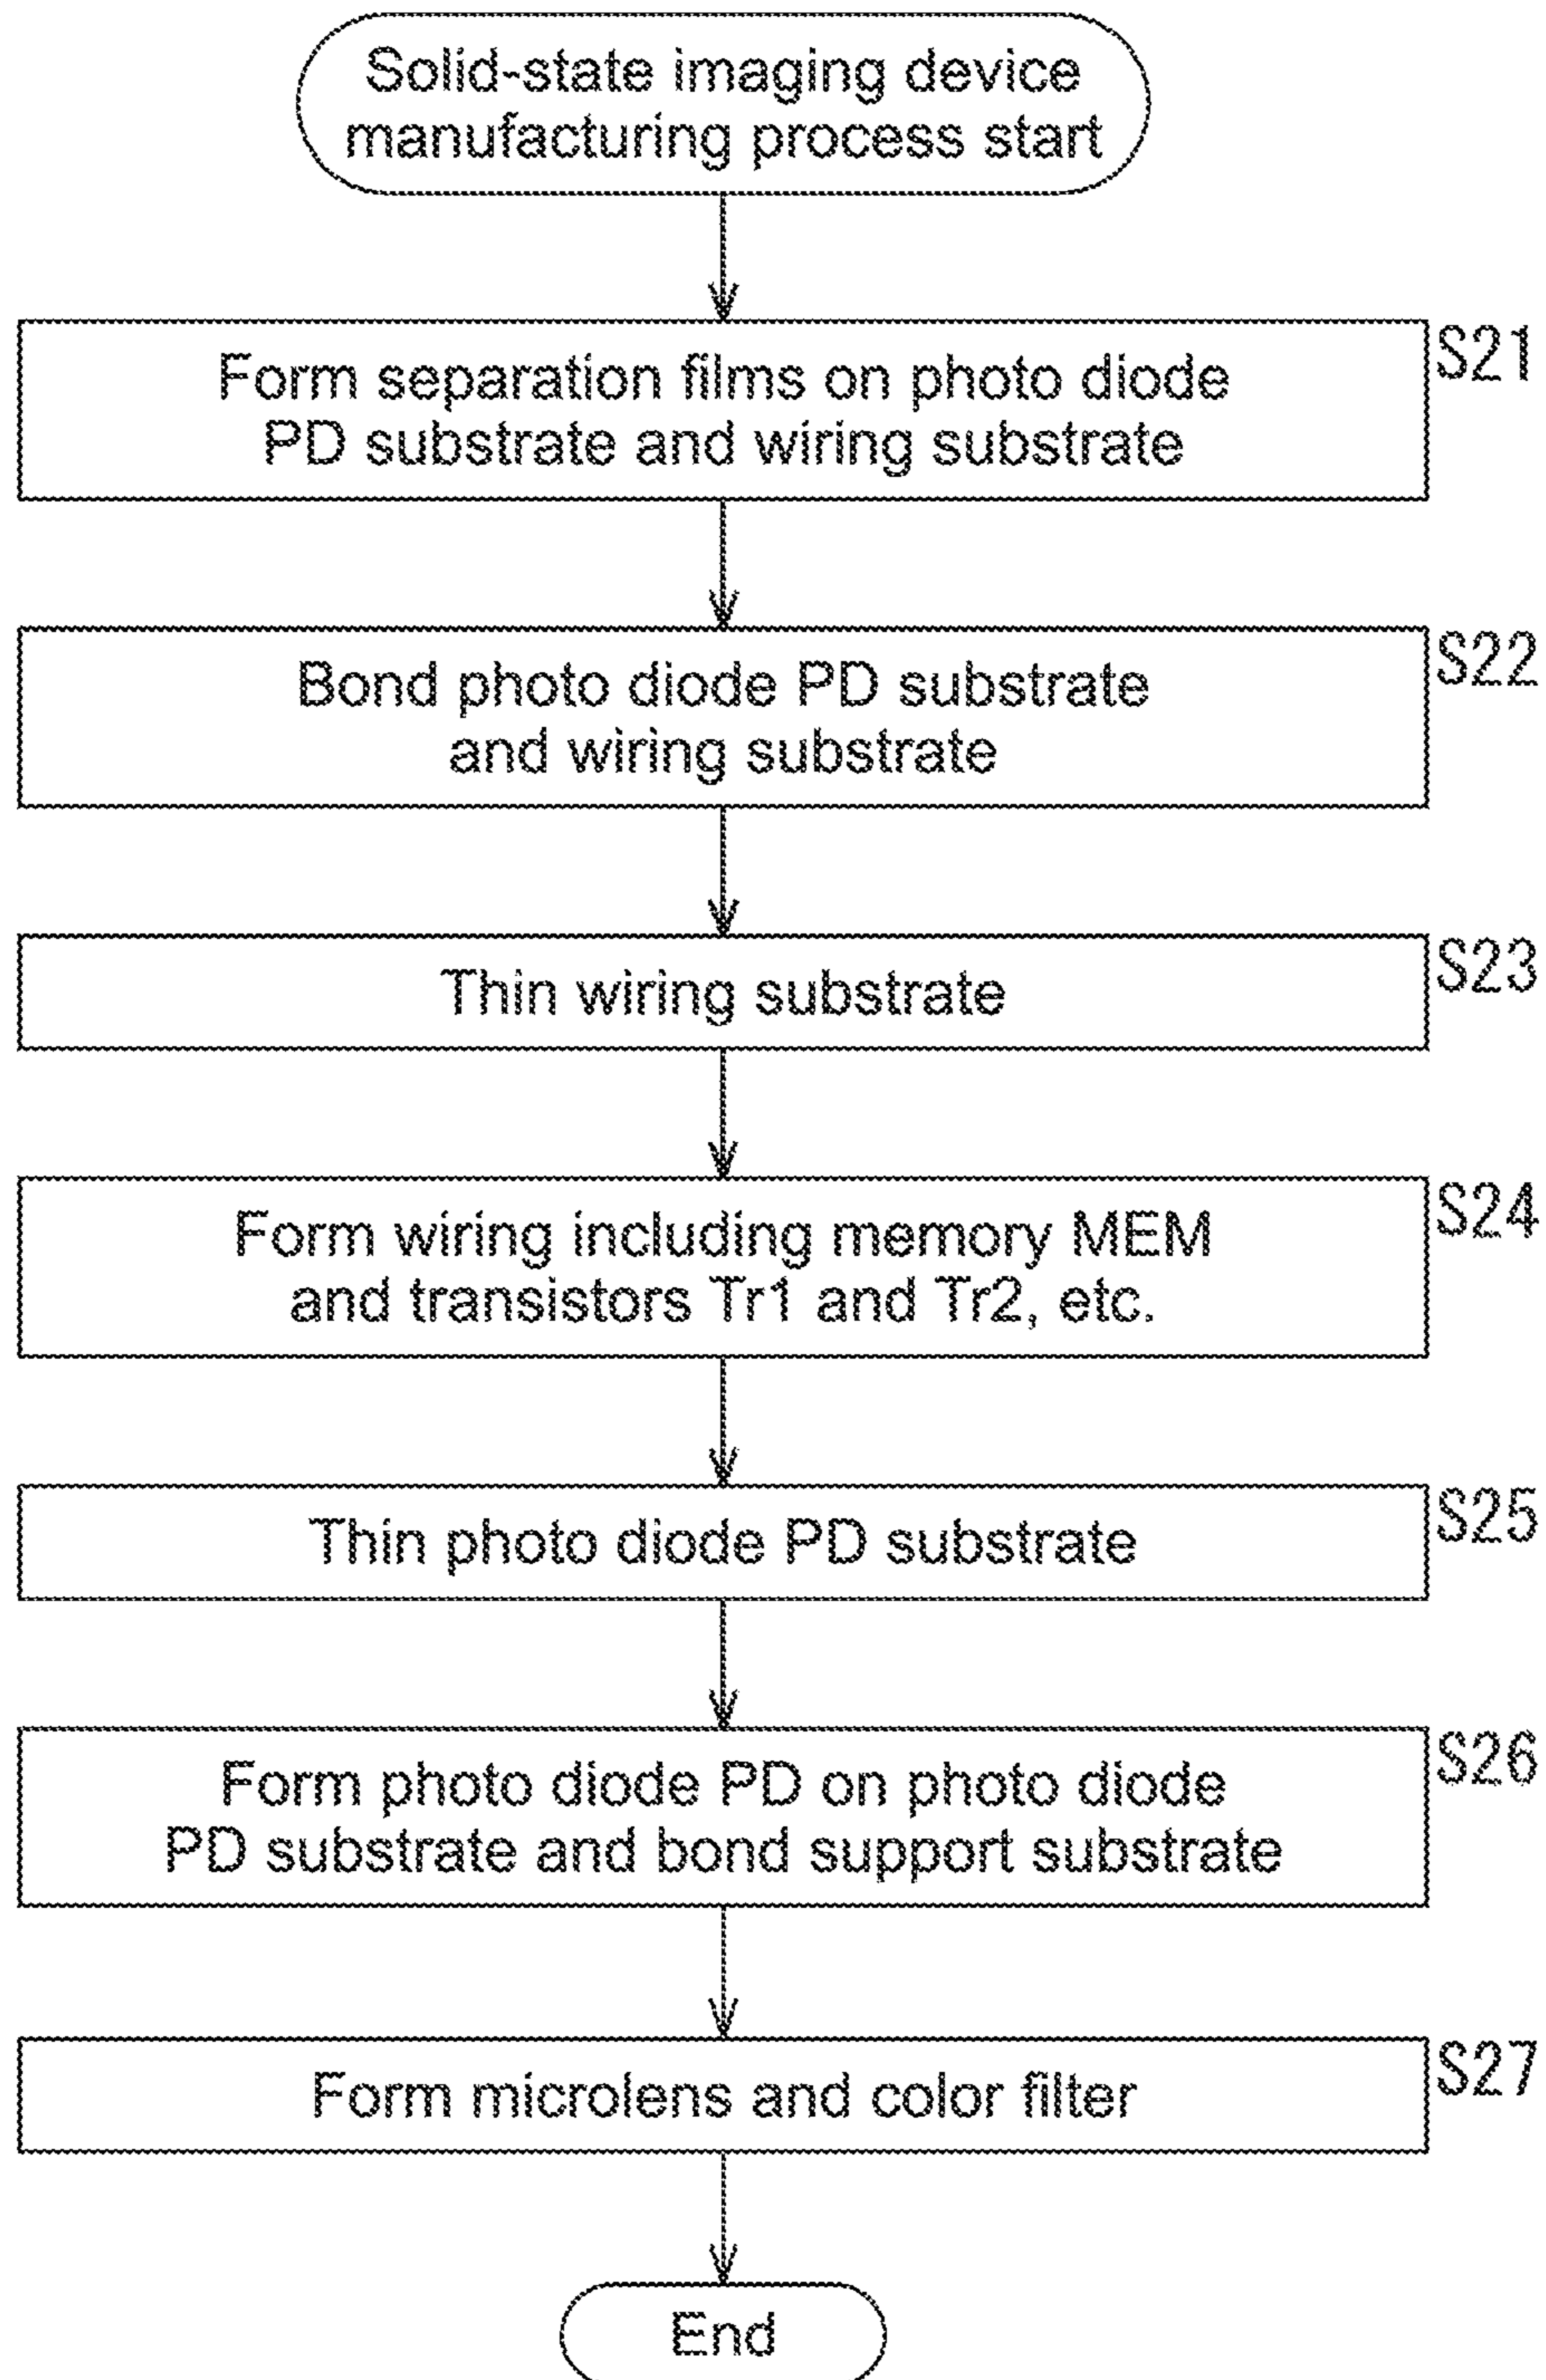 Solid-state imaging device
manufacturing process start
Form separation films on photo diode
PD substrate and wiring substrate
S21
Bond photo diode PD substrate
and wiring substrate
S22
Thin wiring substrate
S23
Form wiring including memory MEM
and transistors Tr1 and Tr2, etc.
S24
Thin photo diode PD substrate
S25
Form photo diode PD on photo diode
PD substrate and bond support substrate
S26
Form microlens and color filter
S27
End